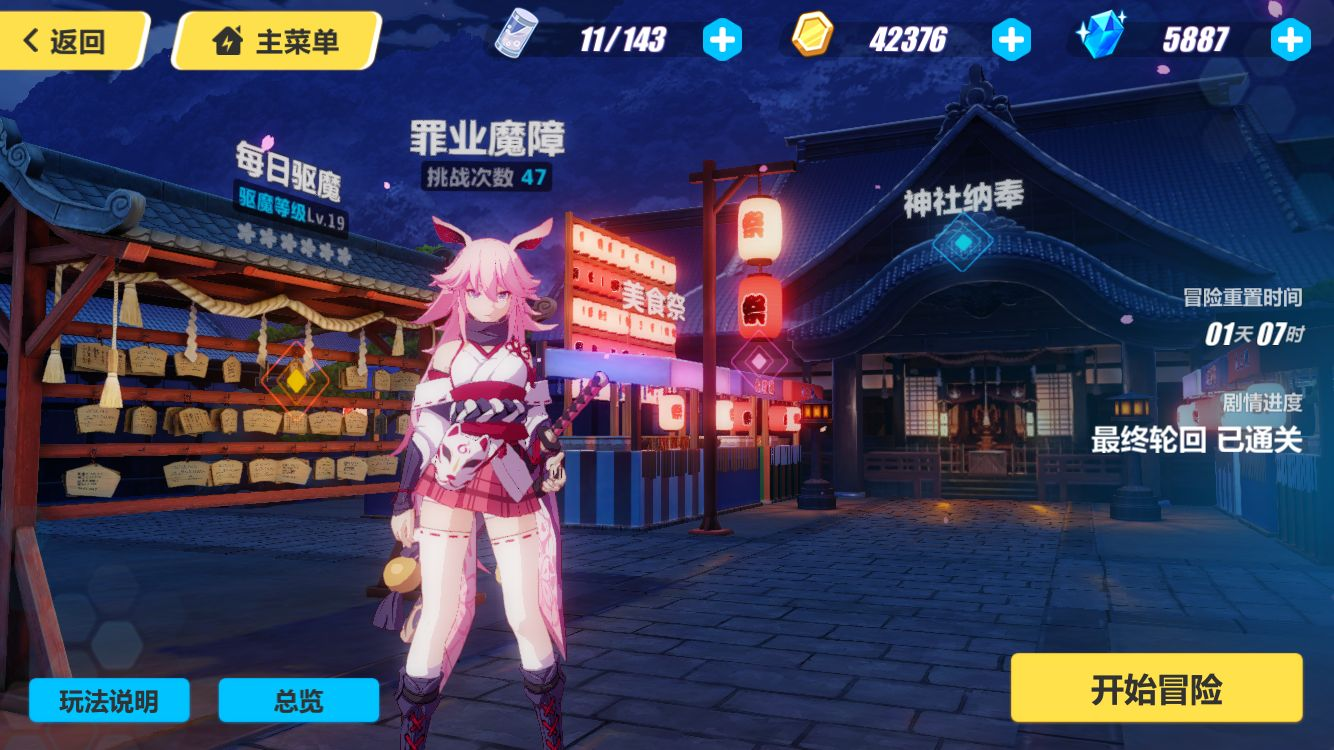 返回
主菜单
11/143
42376
5887
罪业魔障
挑战次数 47
每日驱魔
驱魔等级Lv.19
神社纳奉
祭
美食祭
祭
冒险重置时间
01天07时
剧情进度
最终轮回 已通关
玩法说明
总览
开始冒险